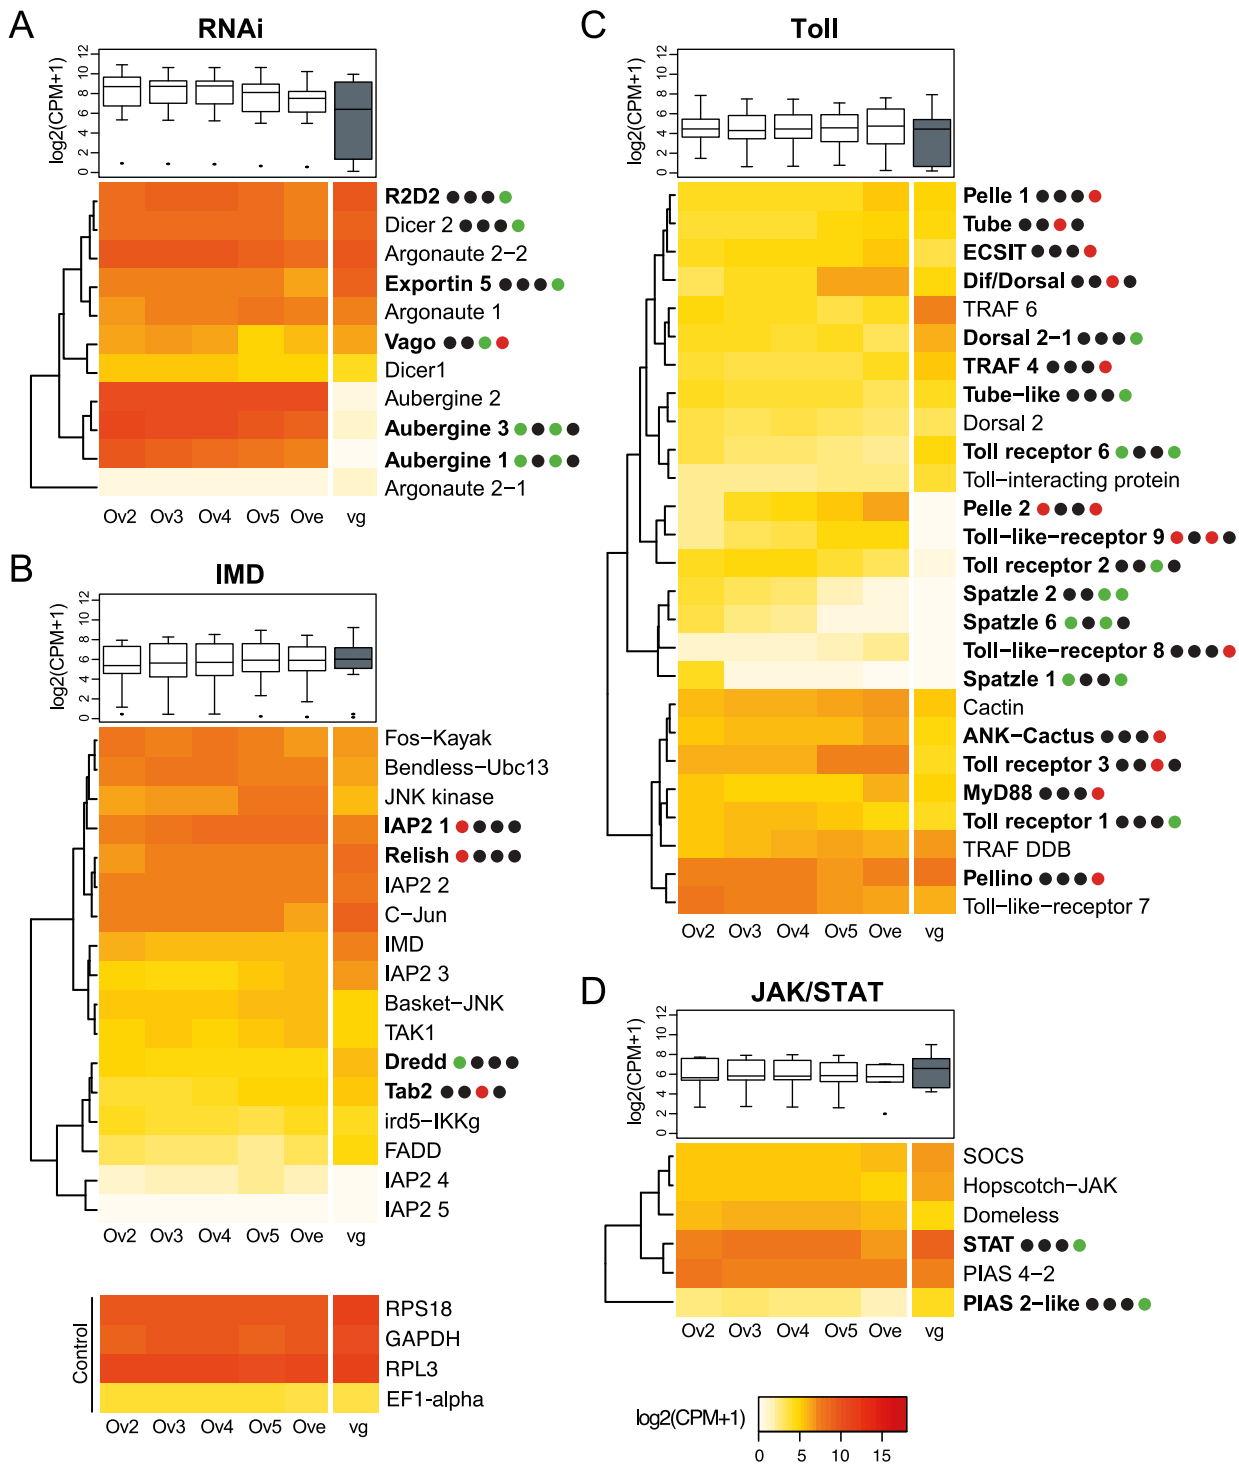 A
RNAi
log2(CPM+1)
0 2 4 6 8 12
R2D2
Dicer 2
Argonaute 2−2
Exportin 5
Argonaute 1
Vago
Dicer1
Aubergine 2
Aubergine 3
Aubergine 1
Argonaute 2−1
Ov2 Ov3 Ov4 Ov5 Ove vg
B
IMD
log2(CPM+1)
0 2 4 6 8 12
Fos−Kayak
Bendless−Ubc13
JNK kinase
IAP2 1
Relish
IAP2 2
C−Jun
IMD
IAP2 3
Basket−JNK
TAK1
Dredd
Tab2
ird5−IKKg
FADD
IAP2 4
IAP2 5
Ov2 Ov3 Ov4 Ov5 Ove vg
Control
RPS18
GAPDH
RPL3
EF1-alpha
Ov2 Ov3 Ov4 Ov5 Ove vg
C
Toll
log2(CPM+1)
0 2 4 6 8 12
Pelle 1
Tube
ECSIT
Dif/Dorsal
TRAF 6
Dorsal 2−1
TRAF 4
Tube−like
Dorsal 2
Toll receptor 6
Toll−interacting protein
Pelle 2
Toll−like−receptor 9
Toll receptor 2
Spatzle 2
Spatzle 6
Toll−like−receptor 8
Spatzle 1
Cactin
ANK−Cactus
Toll receptor 3
MyD88
Toll receptor 1
TRAF DDB
Pellino
Toll−like−receptor 7
Ov2 Ov3 Ov4 Ov5 Ove vg
D
JAK/STAT
log2(CPM+1)
0 2 4 6 8 12
SOCS
Hopscotch−JAK
Domeless
STAT
PIAS 4−2
PIAS 2−like
Ov2 Ov3 Ov4 Ov5 Ove vg
log2(CPM+1)
0 5 10 15